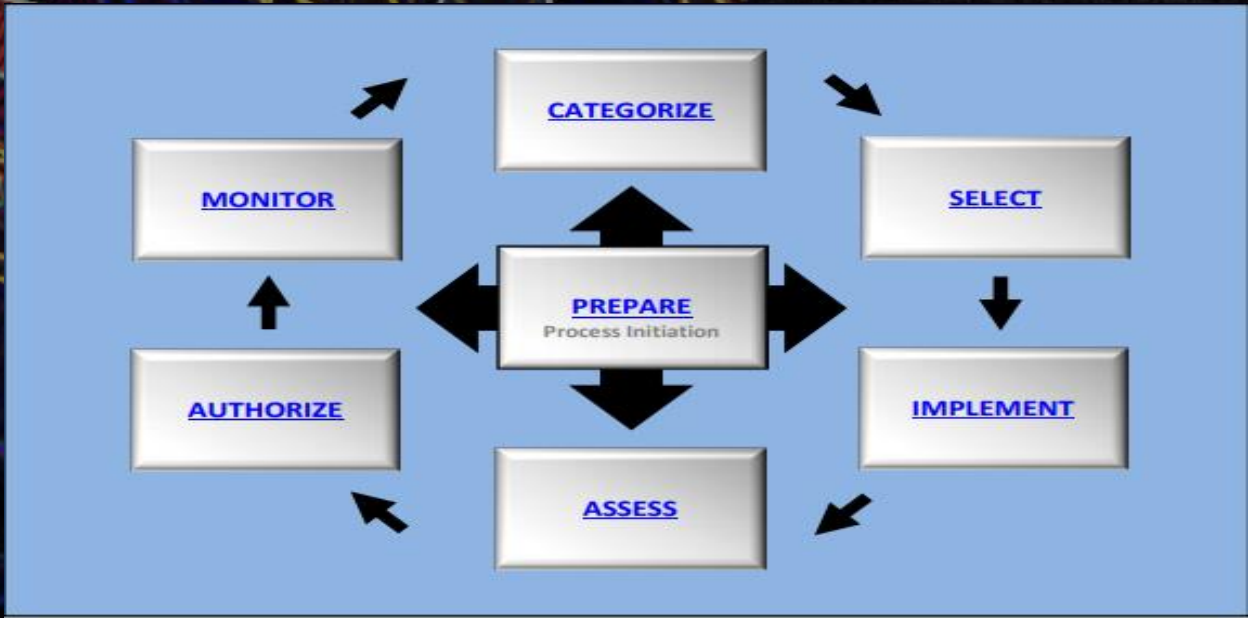 CATEGORIZE
SELECT
IMPLEMENT
ASSESS
AUTHORIZE
MONITOR
PREPARE
Process Initiation